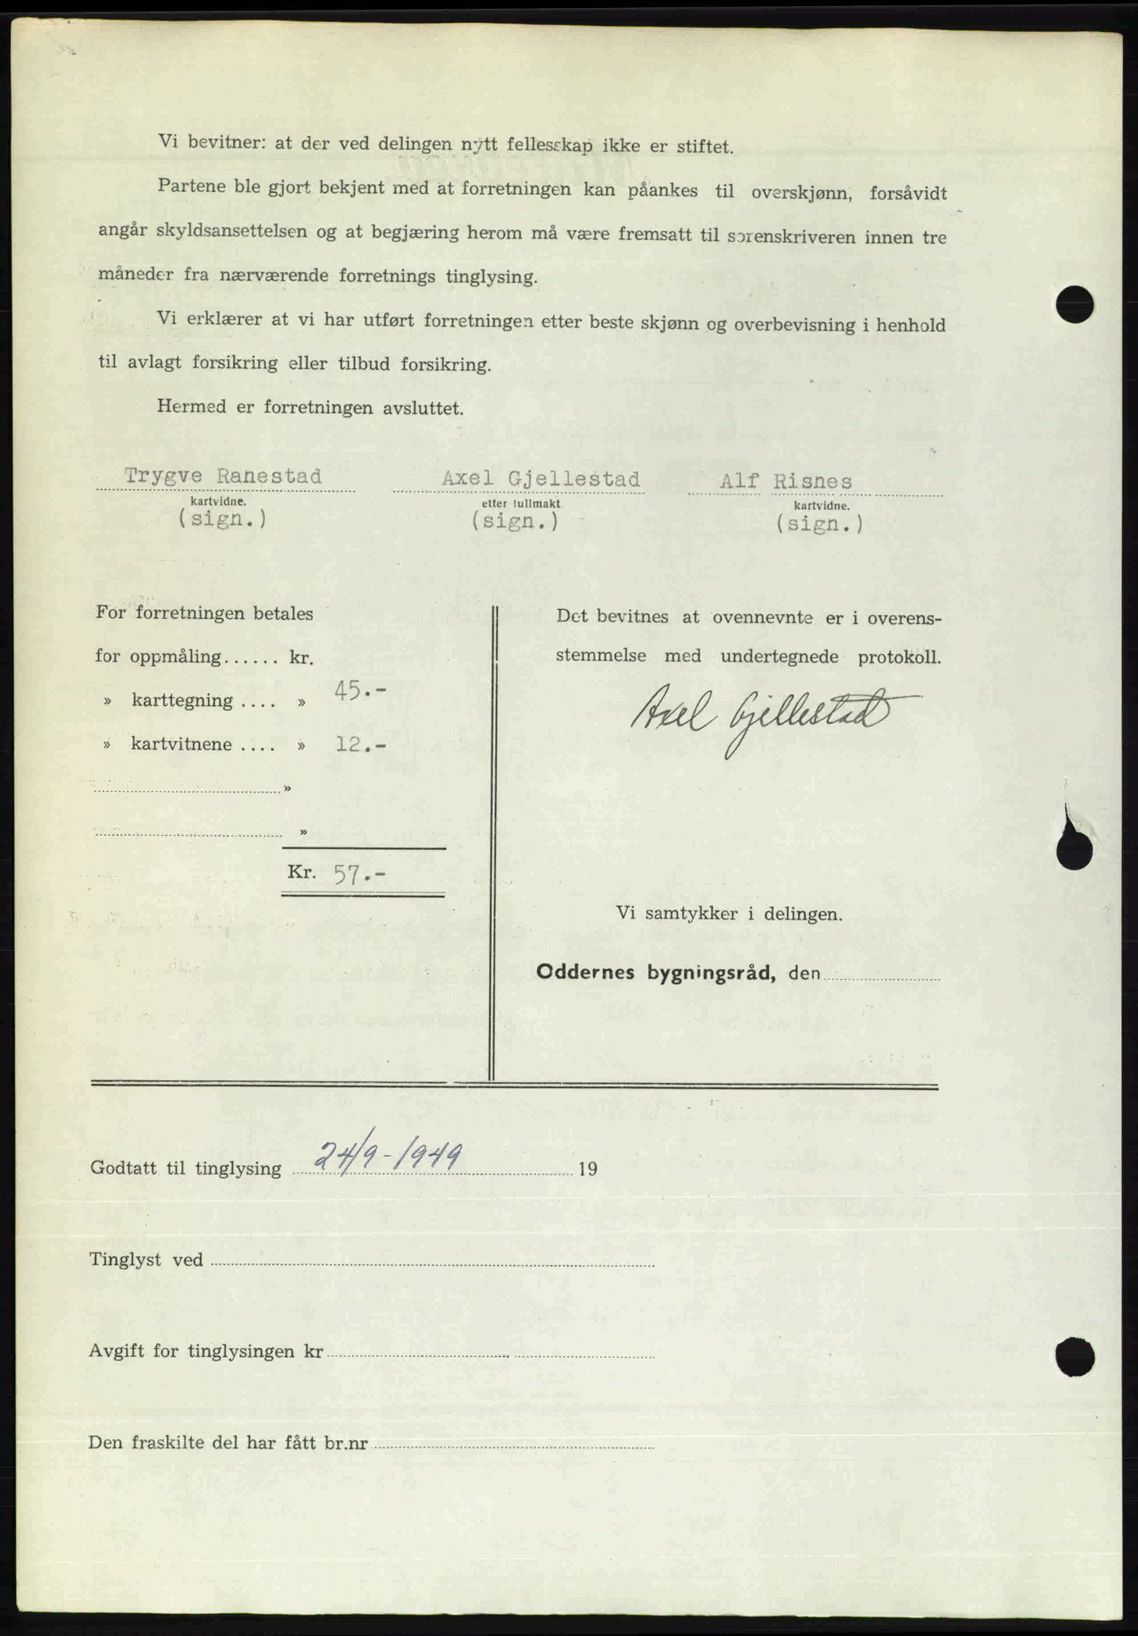 Vi bevitner: at der ved delingen nytt fellesskap ikke er stiftet.
Partene ble gjort bekjent med at forretningen kan påankes til overskjønn, forsåvidt
angår skyldsansettelsen og at begjæring herom må være fremsatt til sorenskriveren innen tre
måneder fra nærværende forretnings tinglysing.
Vi erklærer at vi har utført forretningen etter beste skjønn og overbevisning i henhold
til avlagt forsikring eller tilbud forsikring.
Hermed er forretningen avsluttet.
Trygve Ranestad Axel Gjellestad Alf Risnes
kartvidne. etter fullmakt. kartvidne.
(sign.) (sign.) (sign.)
For forretningen betales
for oppmåling...... kr.
» karttegning .... » 45.-
» kartvitnene .... » 12.-
»
»
Kr. 57.-
Det bevitnes at ovennevnte er i overens-
stemmelse med undertegnede protokoll.
Axel Gjellestad
Vi samtykker i delingen.
Oddernes bygningsråd, den
Godtatt til tinglysing 24/9-1949 19
Tinglyst ved
Avgift for tinglysingen kr
Den fraskilte del har fått br.nr